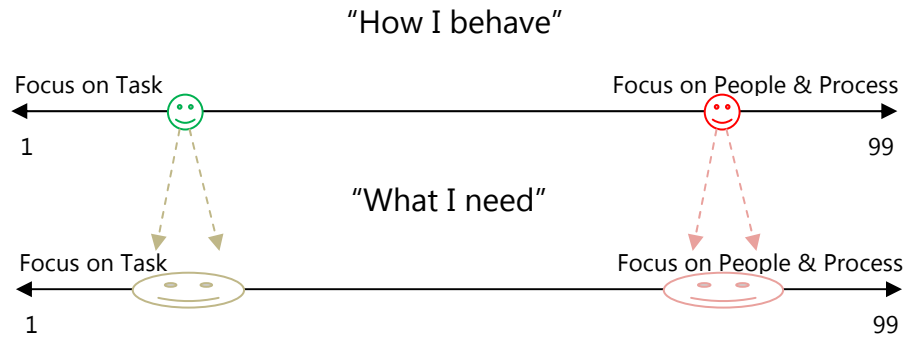 “How I behave”
Focus on Task
Focus on People & Process
1
99
“What I need”
Focus on Task
Focus on People & Process
1
99